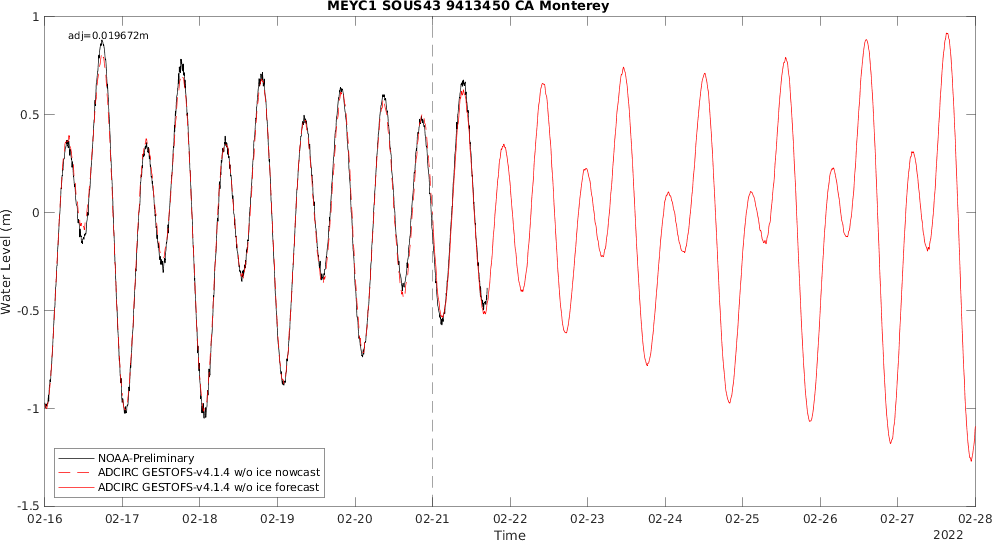 MEYC1 SOUS43 9413450 CA Monterey
adj=0.019672m
1
0.5
0
-0.5
-1
-1.5
Water Level (m)
NOAA-Preliminary
ADCIRC GESTOFS-v4.1.4 w/o ice nowcast
ADCIRC GESTOFS-v4.1.4 w/o ice forecast
02-16 02-17 02-18 02-19 02-20 02-21 02-22 02-23 02-24 02-25 02-26 02-27 02-28
Time
2022